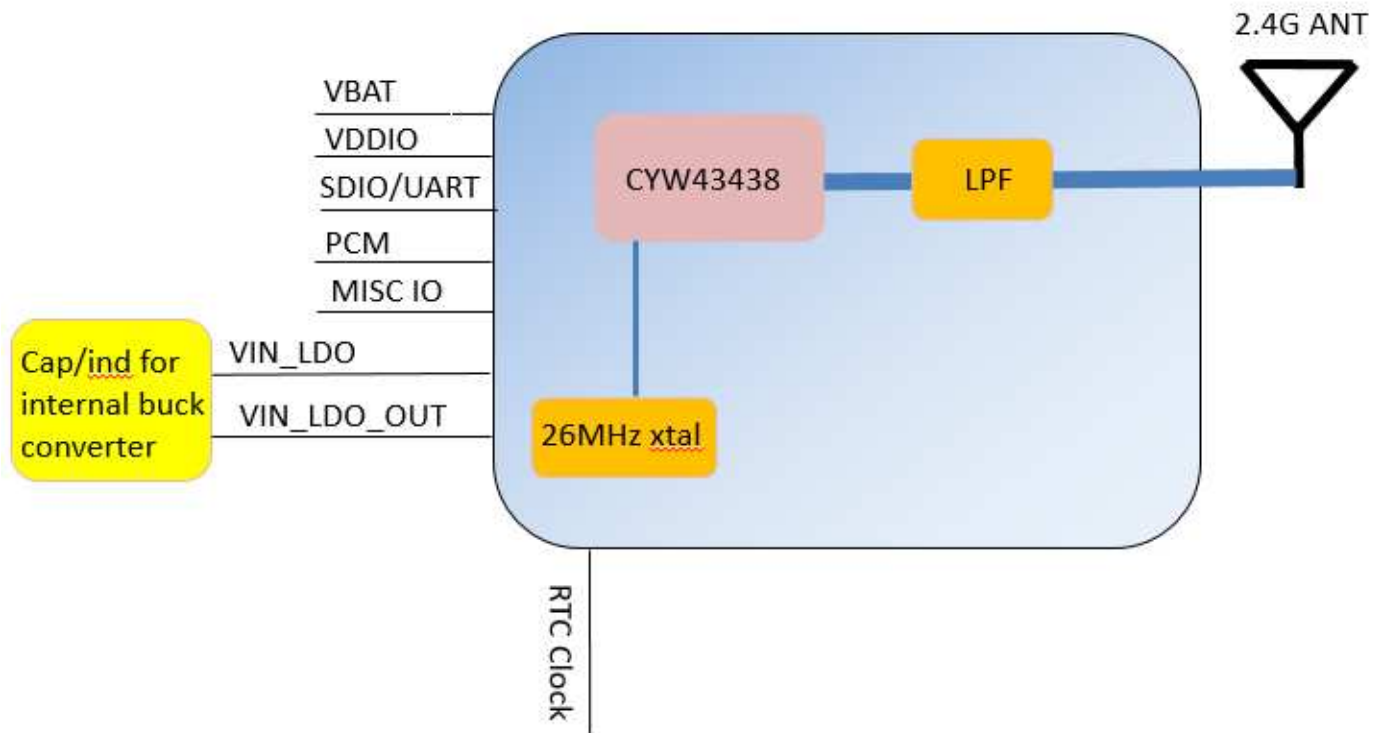 2.4G ANT
VBAT
VDDIO
SDIO/UART
PCM
MISC IO
CYW43438
LPF
26MHz xtal
Cap/ind for
internal buck
converter
VIN_LDO
VIN_LDO_OUT
RTC Clock